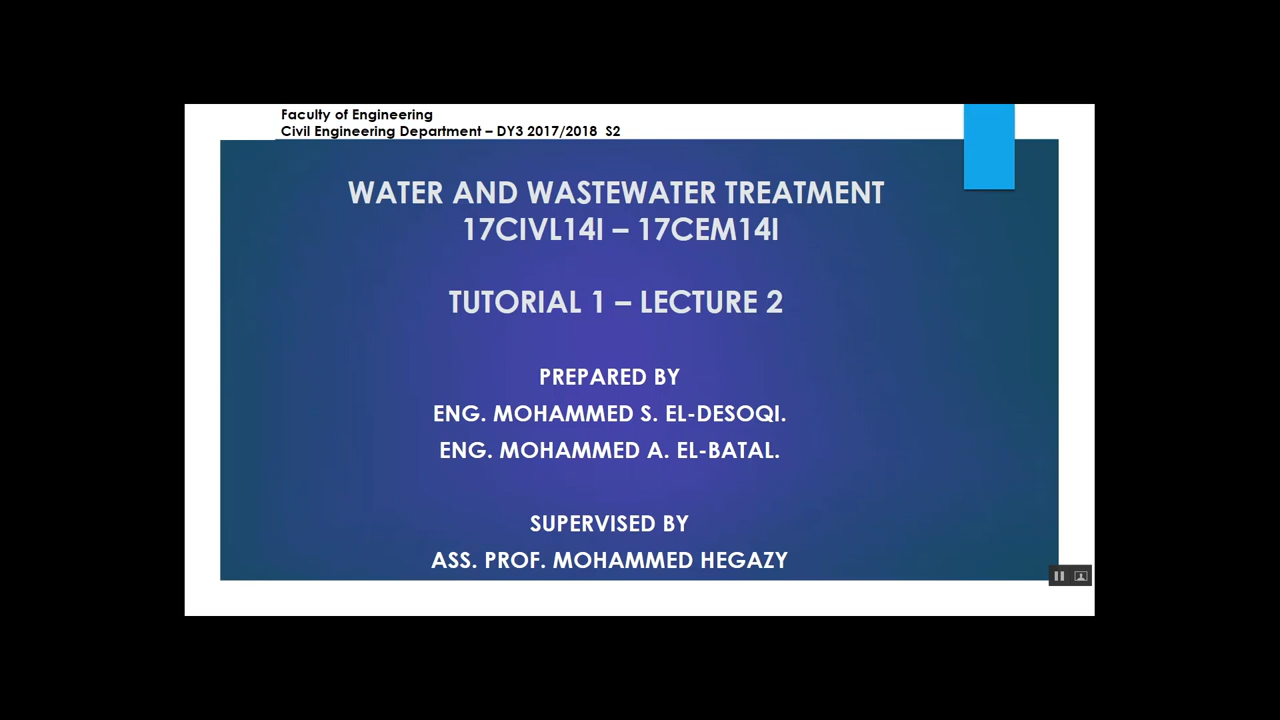 Faculty of Engineering
Civil Engineering Department – DY3 2017/2018 S2
WATER AND WASTEWATER TREATMENT
17CIVL14I – 17CEM14I
TUTORIAL 1 – LECTURE 2
PREPARED BY
ENG. MOHAMMED S. EL-DESOQI.
ENG. MOHAMMED A. EL-BATAL.
SUPERVISED BY
ASS. PROF. MOHAMMED HEGAZY